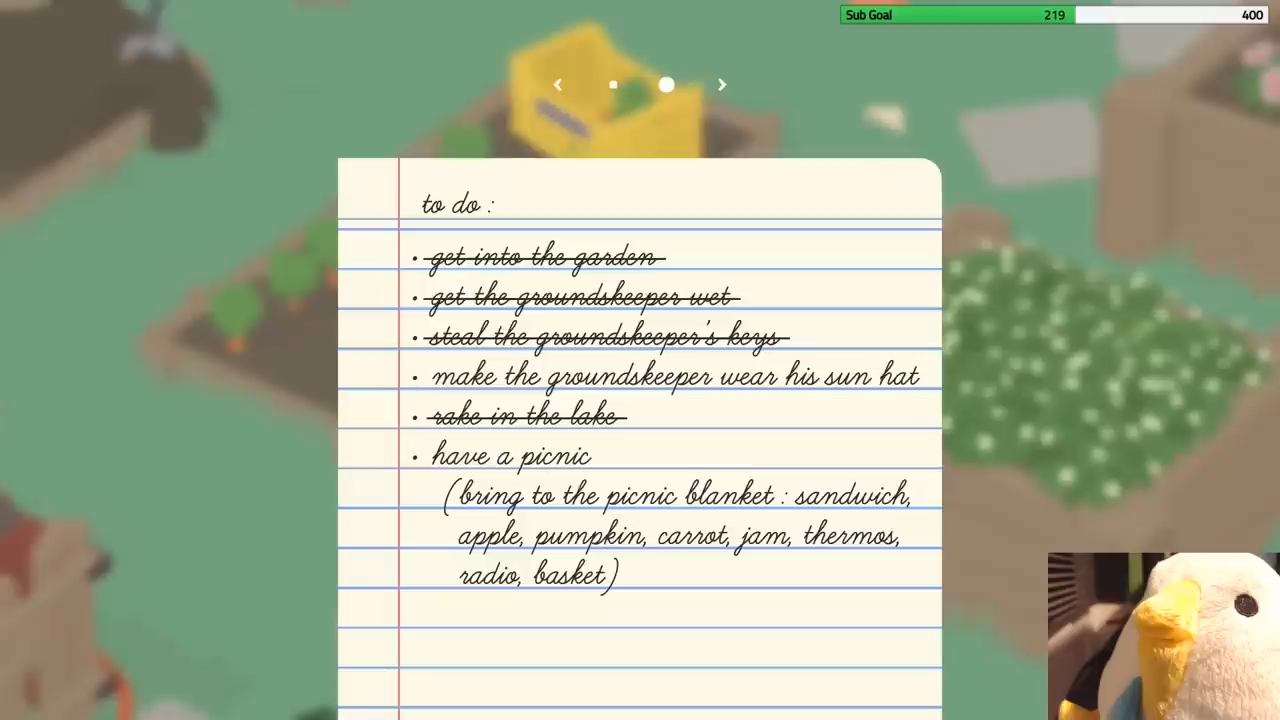 Sub Goal 219 400
to do :
• get into the garden
• get the groundskeeper wet
• steal the groundskeeper's keys
• make the groundskeeper wear his sun hat
• rake in the lake
• have a picnic
(bring to the picnic blanket : sandwich,
apple, pumpkin, carrot, jam, thermos,
radio, basket)